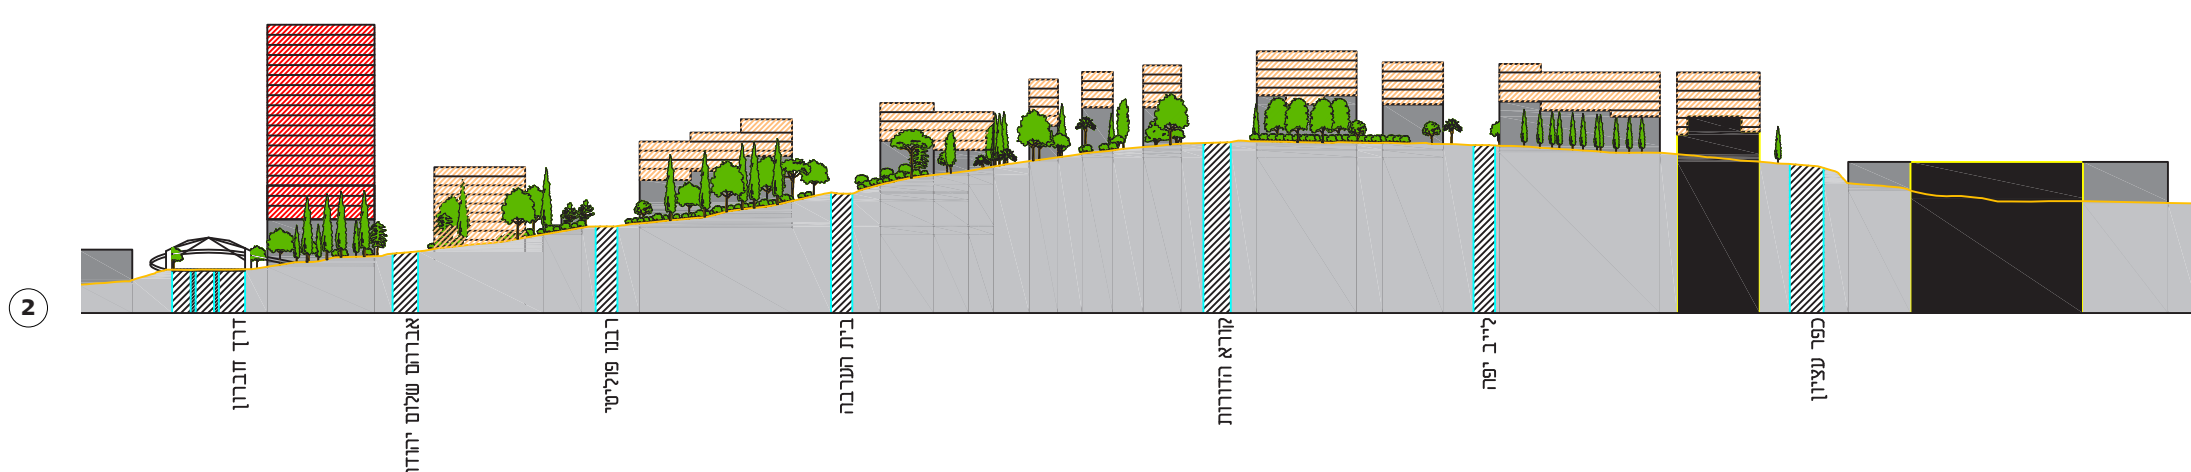 2
דרך חברון
אברהם שלום יהודה
רבנו פוליטי
בית הערבה
קורא הדורות
לייב יפה
כפר עציון